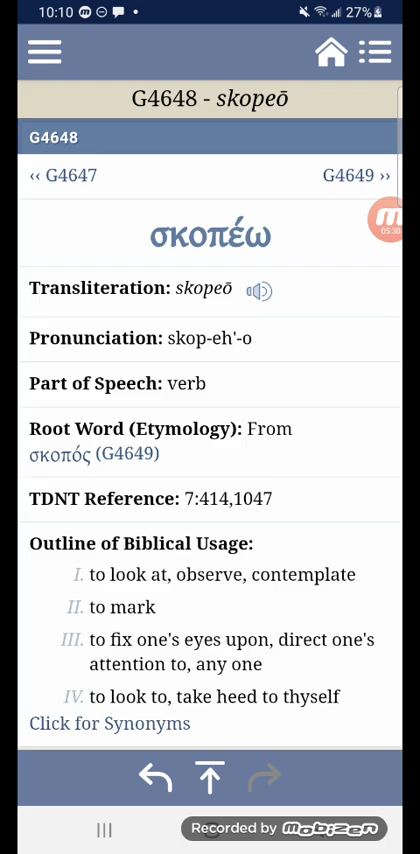 10:10 27%
G4648 - skopeō
G4648
‹‹ G4647 G4649 ››
05:30
σκοπέω
Transliteration: skopeō
Pronunciation: skop-eh'-o
Part of Speech: verb
Root Word (Etymology): From
σκοπός (G4649)
TDNT Reference: 7:414,1047
Outline of Biblical Usage:
I. to look at, observe, contemplate
II. to mark
III. to fix one's eyes upon, direct one's
attention to, any one
IV. to look to, take heed to thyself
Click for Synonyms
Recorded by mobizen